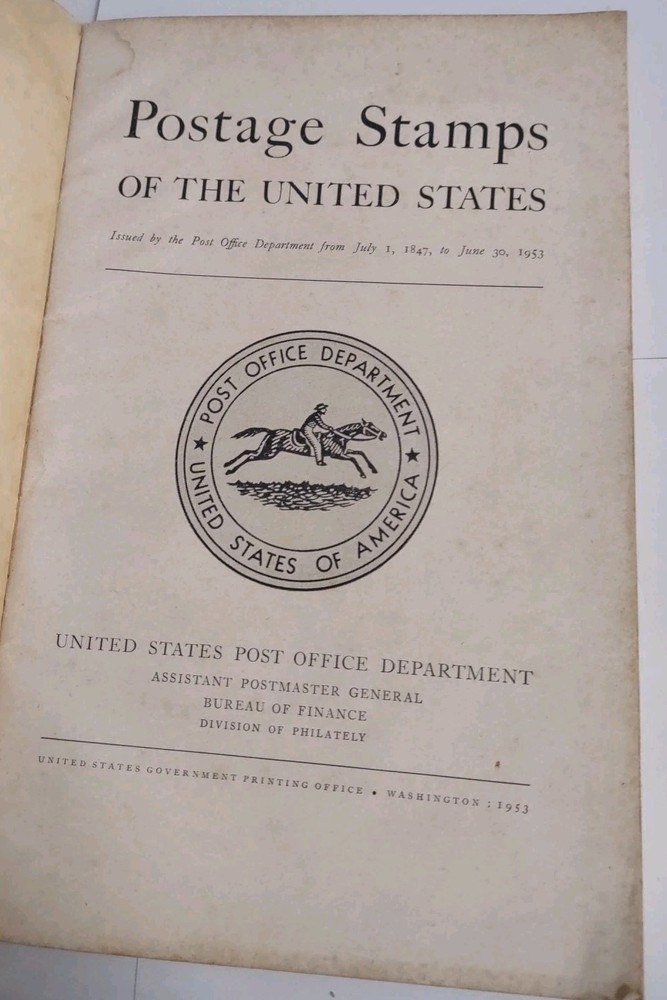 Postage Stamps
OF THE UNITED STATES
Issued by the Post Office Department from July 1, 1847, to June 30, 1953
POST OFFICE DEPARTMENT
★ ★
UNITED STATES OF AMERICA
UNITED STATES POST OFFICE DEPARTMENT
ASSISTANT POSTMASTER GENERAL
BUREAU OF FINANCE
DIVISION OF PHILATELY
UNITED STATES GOVERNMENT PRINTING OFFICE • WASHINGTON : 1953